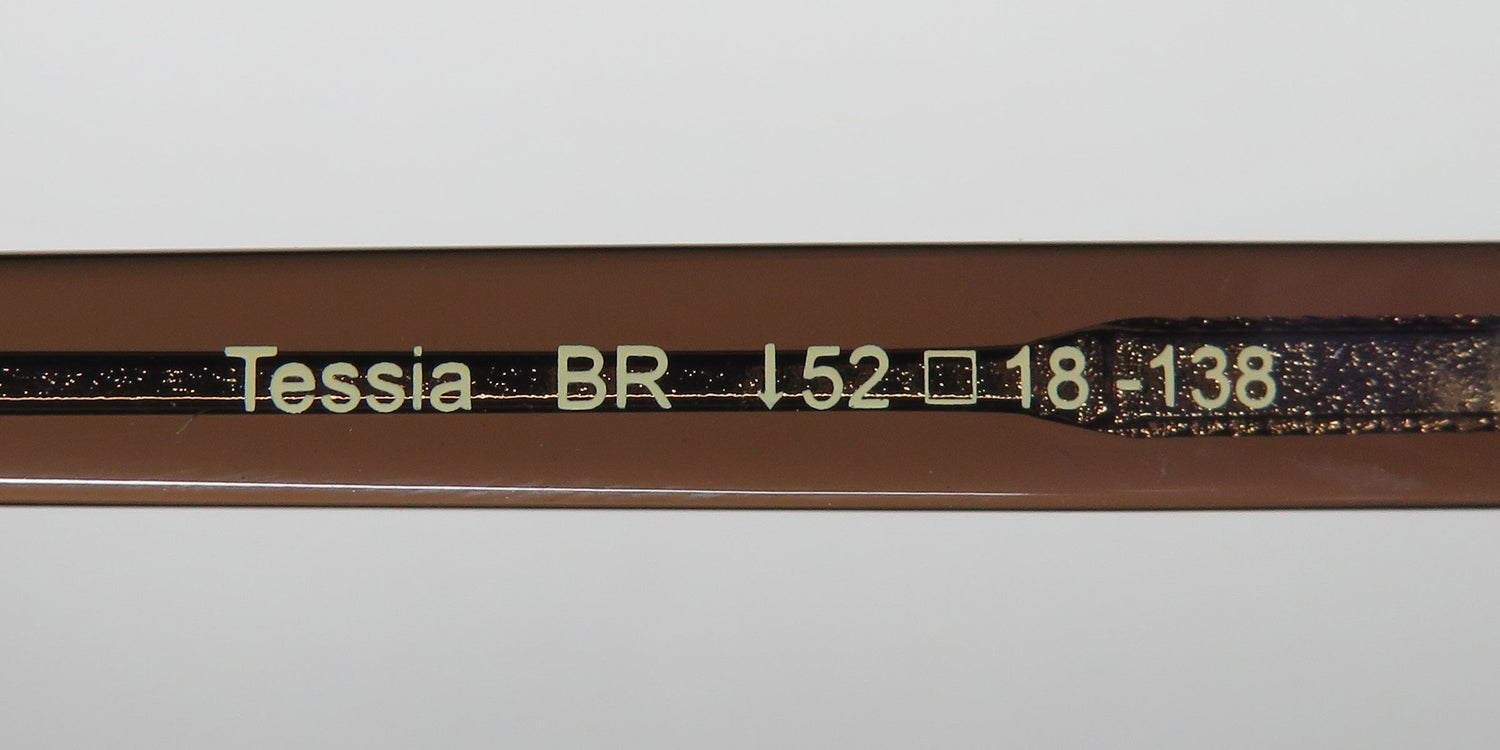 Tessia BR ↓52 □ 18 -138